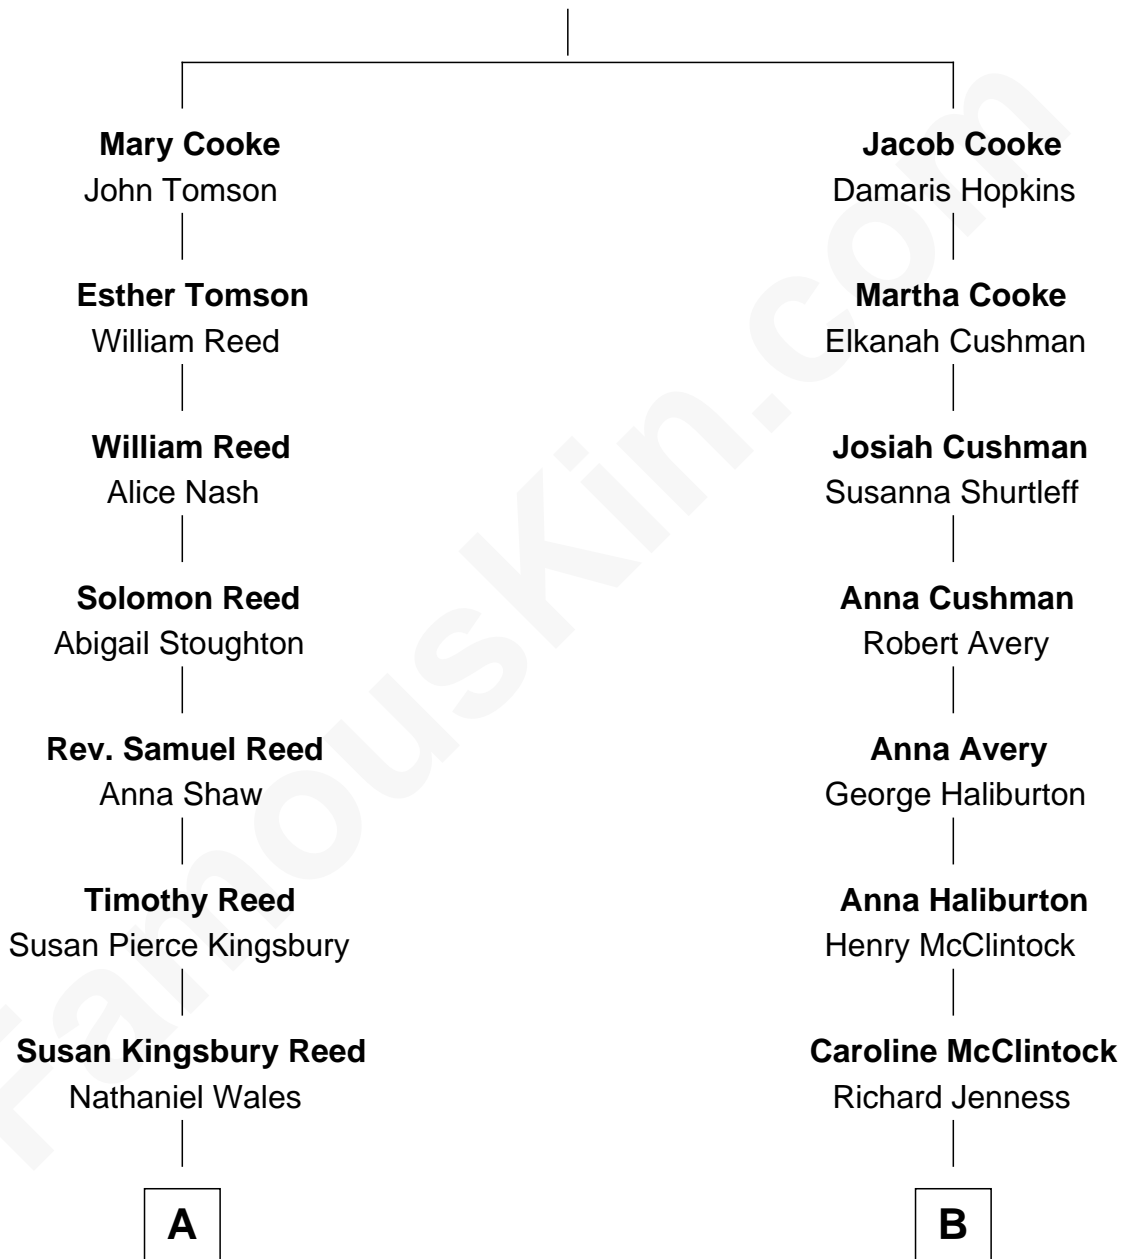 Mary Cooke
John Tomson
Esther Tomson
William Reed
William Reed
Alice Nash
Solomon Reed
Abigail Stoughton
Rev. Samuel Reed
Anna Shaw
Timothy Reed
Susan Pierce Kingsbury
Susan Kingsbury Reed
Nathaniel Wales
A
Jacob Cooke
Damaris Hopkins
Martha Cooke
Elkanah Cushman
Josiah Cushman
Susanna Shurtleff
Anna Cushman
Robert Avery
Anna Avery
George Haliburton
Anna Haliburton
Henry McClintock
Caroline McClintock
Richard Jenness
B
FamousKin.com